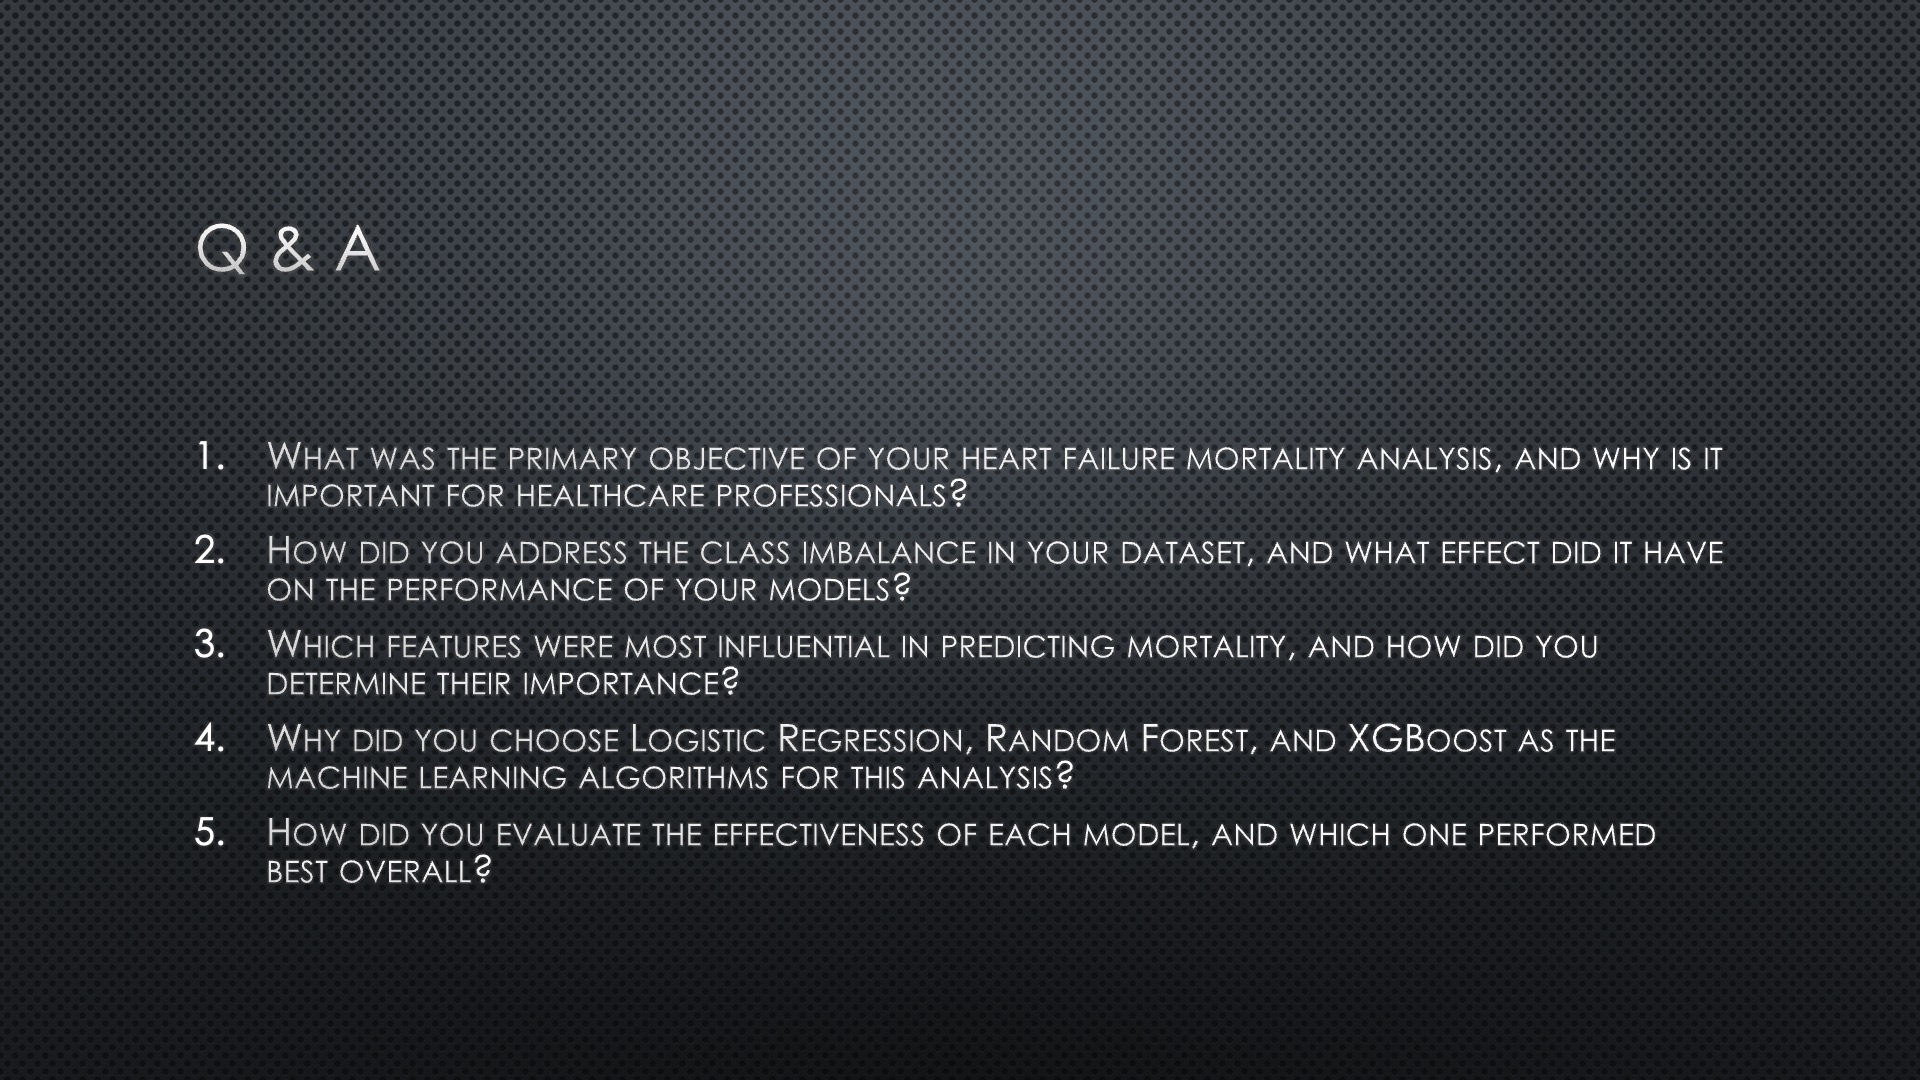 Q & A
1. What was the primary objective of your heart failure mortality analysis, and why is it
important for healthcare professionals?
2. How did you address the class imbalance in your dataset, and what effect did it have
on the performance of your models?
3. Which features were most influential in predicting mortality, and how did you
determine their importance?
4. Why did you choose Logistic Regression, Random Forest, and XGBoost as the
machine learning algorithms for this analysis?
5. How did you evaluate the effectiveness of each model, and which one performed
best overall?